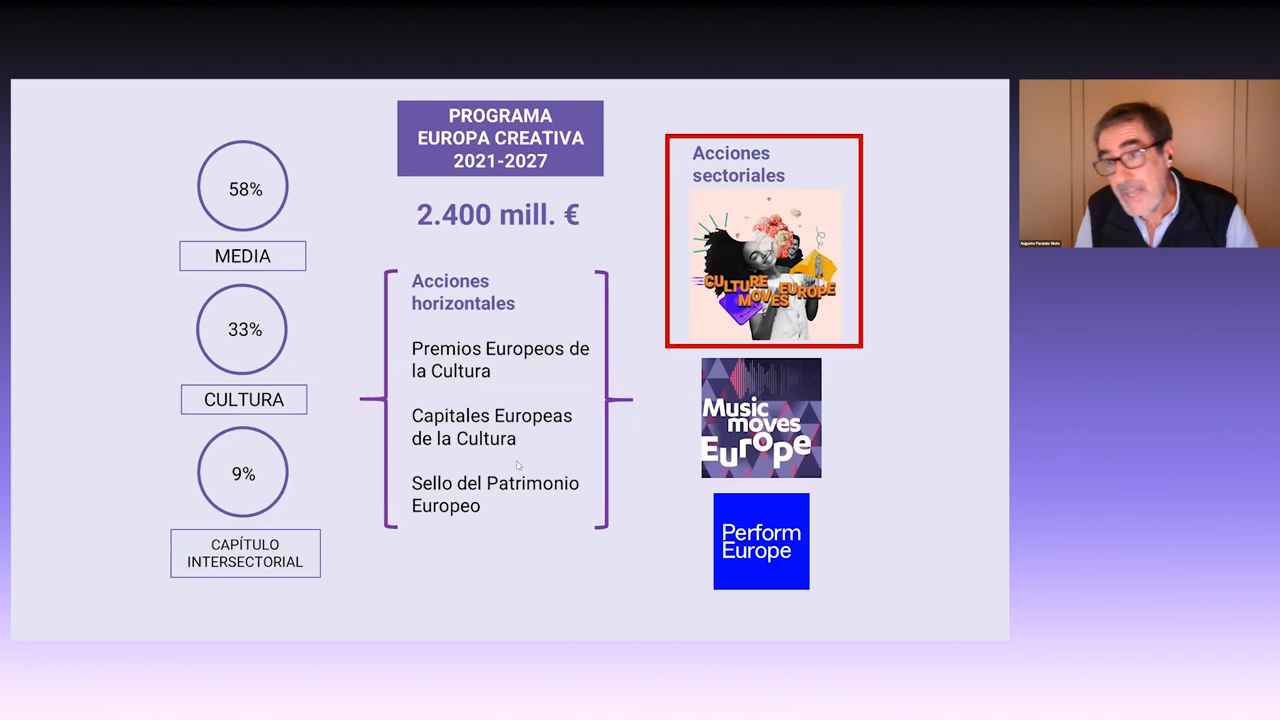 PROGRAMA
EUROPA CREATIVA
2021-2027
2.400 mill. €
58%
MEDIA
33%
CULTURA
9%
CAPÍTULO
INTERSECTORIAL
Acciones
horizontales
Premios Europeos de
la Cultura
Capitales Europeas
de la Cultura
Sello del Patrimonio
Europeo
Acciones
sectoriales
CULTURE
MOVES
EUROPE
Music
moves
Europe
Perform
Europe